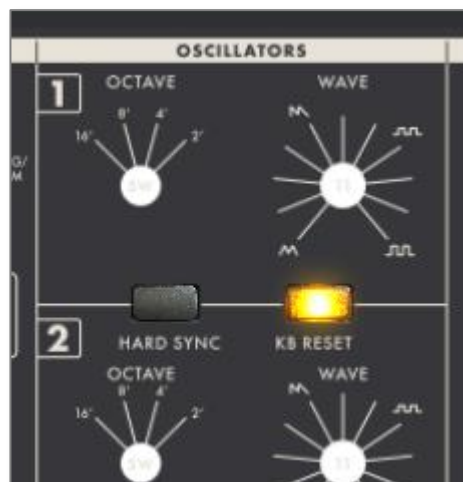 OSCILLATORS
1
OCTAVE WAVE
8' 4'
16' 2'
SW 11
G/
M
HARD SYNC KB RESET
2
OCTAVE WAVE
8' 4'
16' 2'
SW 11